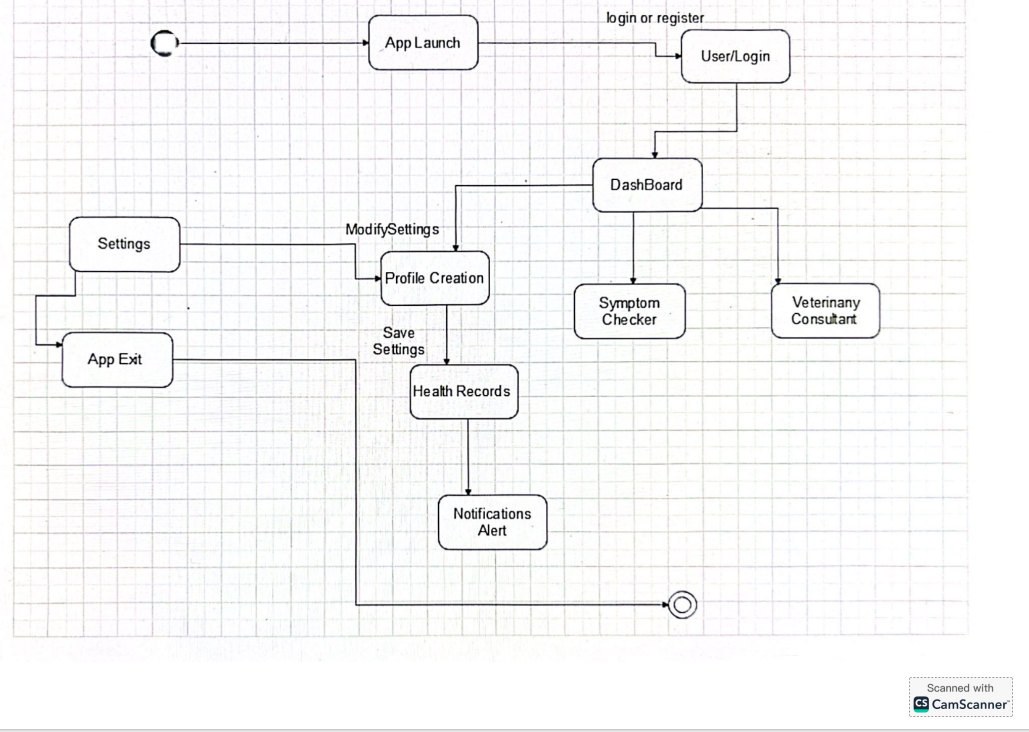 login or register
App Launch
User/Login
DashBoard
ModifySettings
Settings
Profile Creation
Symptom
Checker
Veterinany
Consultant
Save
Settings
App Exit
Health Records
Notifications
Alert
Scanned with
CS CamScanner